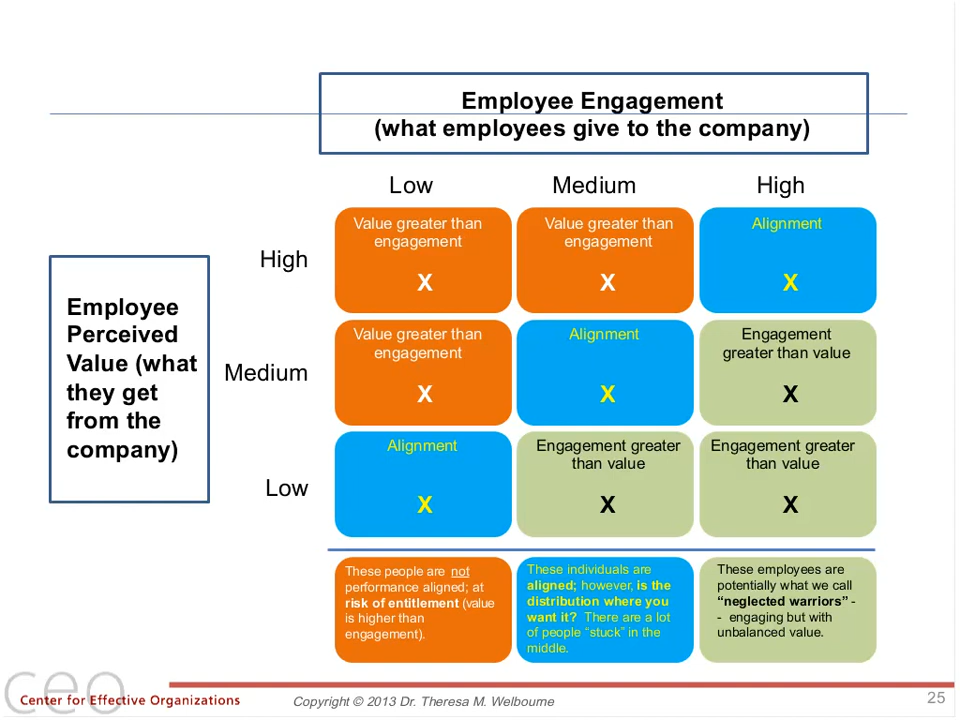 Employee Engagement
(what employees give to the company)
Low
Medium
High
Employee
Perceived
Value (what
they get
from the
company)
High
Value greater than
engagement
X
Value greater than
engagement
X
Alignment
X
Medium
Value greater than
engagement
X
Alignment
X
Engagement
greater than value
X
Low
Alignment
X
Engagement greater
than value
X
Engagement greater
than value
X
These people are not
performance aligned; at
risk of entitlement (value
is higher than
engagement).
These individuals are
aligned; however, is the
distribution where you
want it? There are a lot
of people “stuck” in the
middle.
These employees are
potentially what we call
“neglected warriors” -
- engaging but with
unbalanced value.
ceo
Center for Effective Organizations
Copyright © 2013 Dr. Theresa M. Welbourne
25